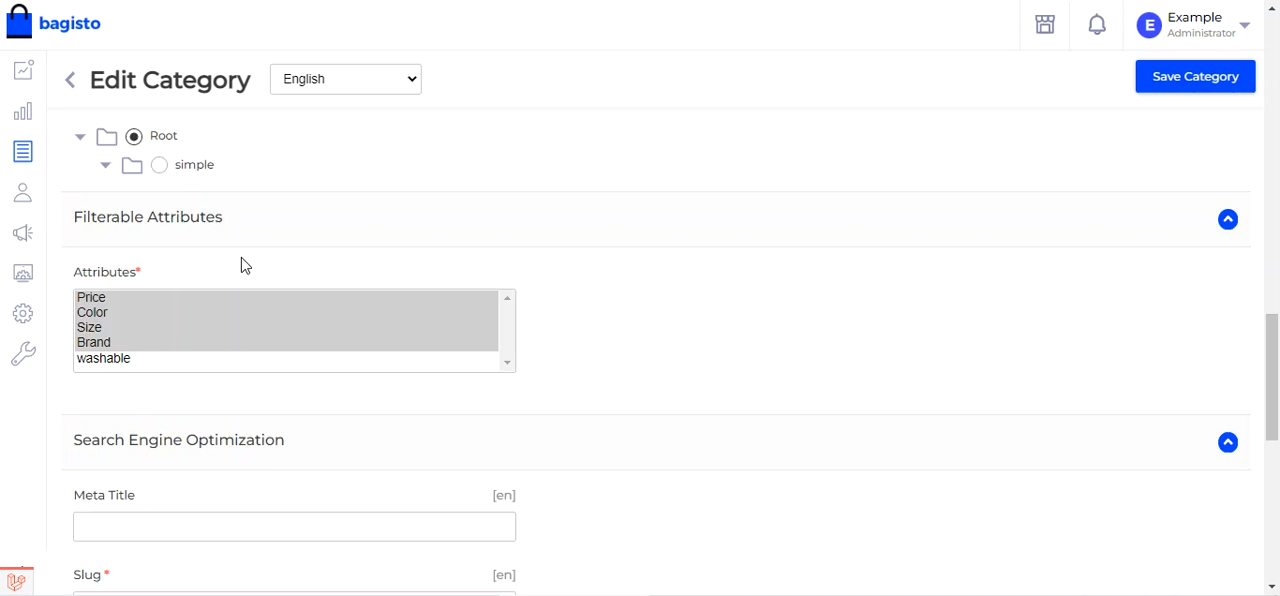 bagisto
E
Example
Administrator
Edit Category
English
Save Category
Root
simple
Filterable Attributes
Attributes*
Price
Color
Size
Brand
washable
Search Engine Optimization
Meta Title [en]
Slug * [en]